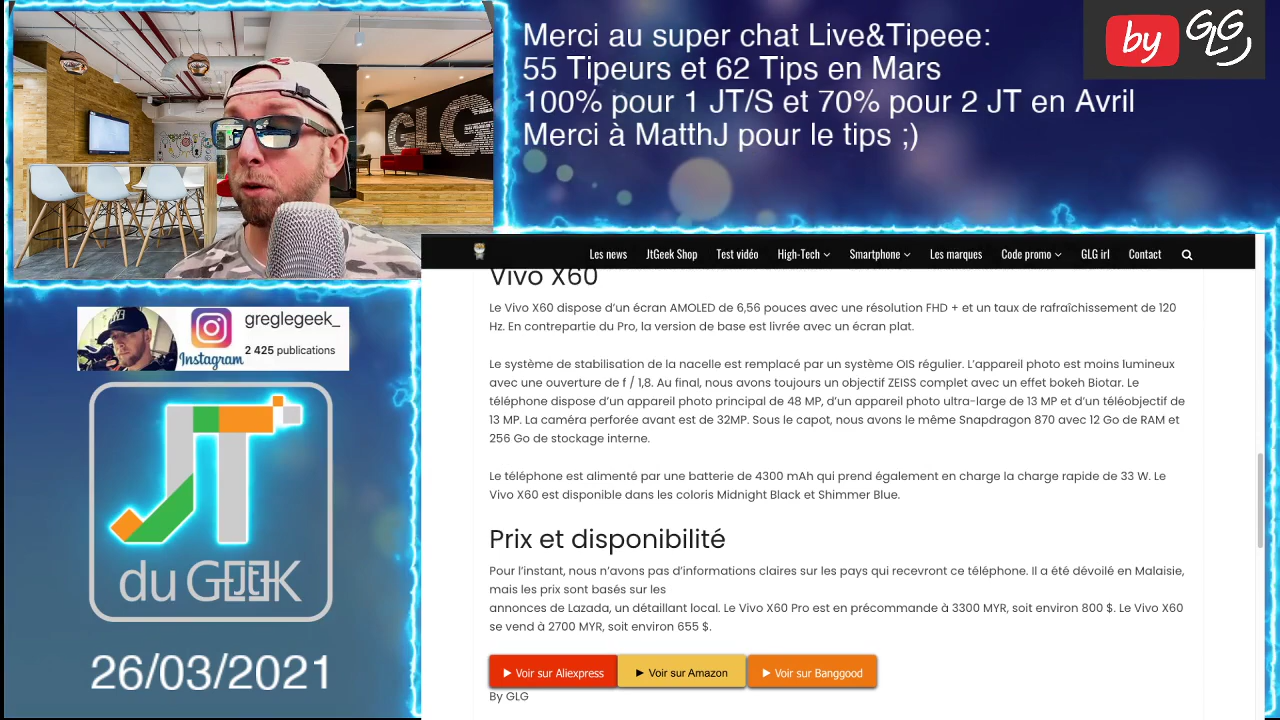 Merci au super chat Live&Tipeee:
55 Tipeurs et 62 Tips en Mars
100% pour 1 JT/S et 70% pour 2 JT en Avril
Merci à MatthJ pour le tips ;)
by GLG
GLG
greglegeek_
Instagram
2 425 publications
JT
du GEEK
26/03/2021
Les news JtGeek Shop Test vidéo High-Tech Smartphone Les marques Code promo GLG irl Contact
Vivo X60
Le Vivo X60 dispose d’un écran AMOLED de 6,56 pouces avec une résolution FHD + et un taux de rafraîchissement de 120
Hz. En contrepartie du Pro, la version de base est livrée avec un écran plat.
Le système de stabilisation de la nacelle est remplacé par un système OIS régulier. L’appareil photo est moins lumineux
avec une ouverture de f / 1,8. Au final, nous avons toujours un objectif ZEISS complet avec un effet bokeh Biotar. Le
téléphone dispose d’un appareil photo principal de 48 MP, d’un appareil photo ultra-large de 13 MP et d’un téléobjectif de
13 MP. La caméra perforée avant est de 32MP. Sous le capot, nous avons le même Snapdragon 870 avec 12 Go de RAM et
256 Go de stockage interne.
Le téléphone est alimenté par une batterie de 4300 mAh qui prend également en charge la charge rapide de 33 W. Le
Vivo X60 est disponible dans les coloris Midnight Black et Shimmer Blue.
Prix et disponibilité
Pour l’instant, nous n’avons pas d’informations claires sur les pays qui recevront ce téléphone. Il a été dévoilé en Malaisie,
mais les prix sont basés sur les
annonces de Lazada, un détaillant local. Le Vivo X60 Pro est en précommande à 3300 MYR, soit environ 800 $. Le Vivo X60
se vend à 2700 MYR, soit environ 655 $.
► Voir sur Aliexpress ► Voir sur Amazon ► Voir sur Banggood
By GLG